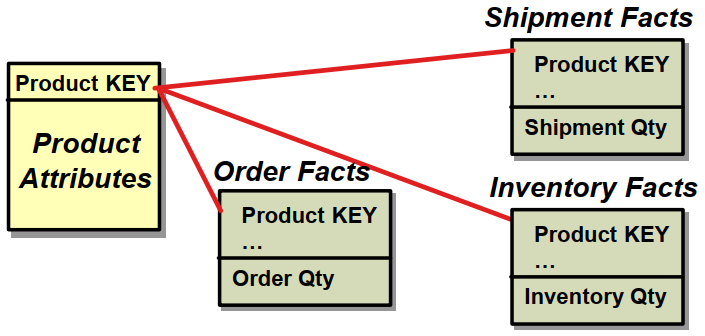 Shipment Facts
Product KEY
...
Shipment Qty
Product KEY
Product
Attributes
Order Facts
Product KEY
...
Order Qty
Inventory Facts
Product KEY
...
Inventory Qty